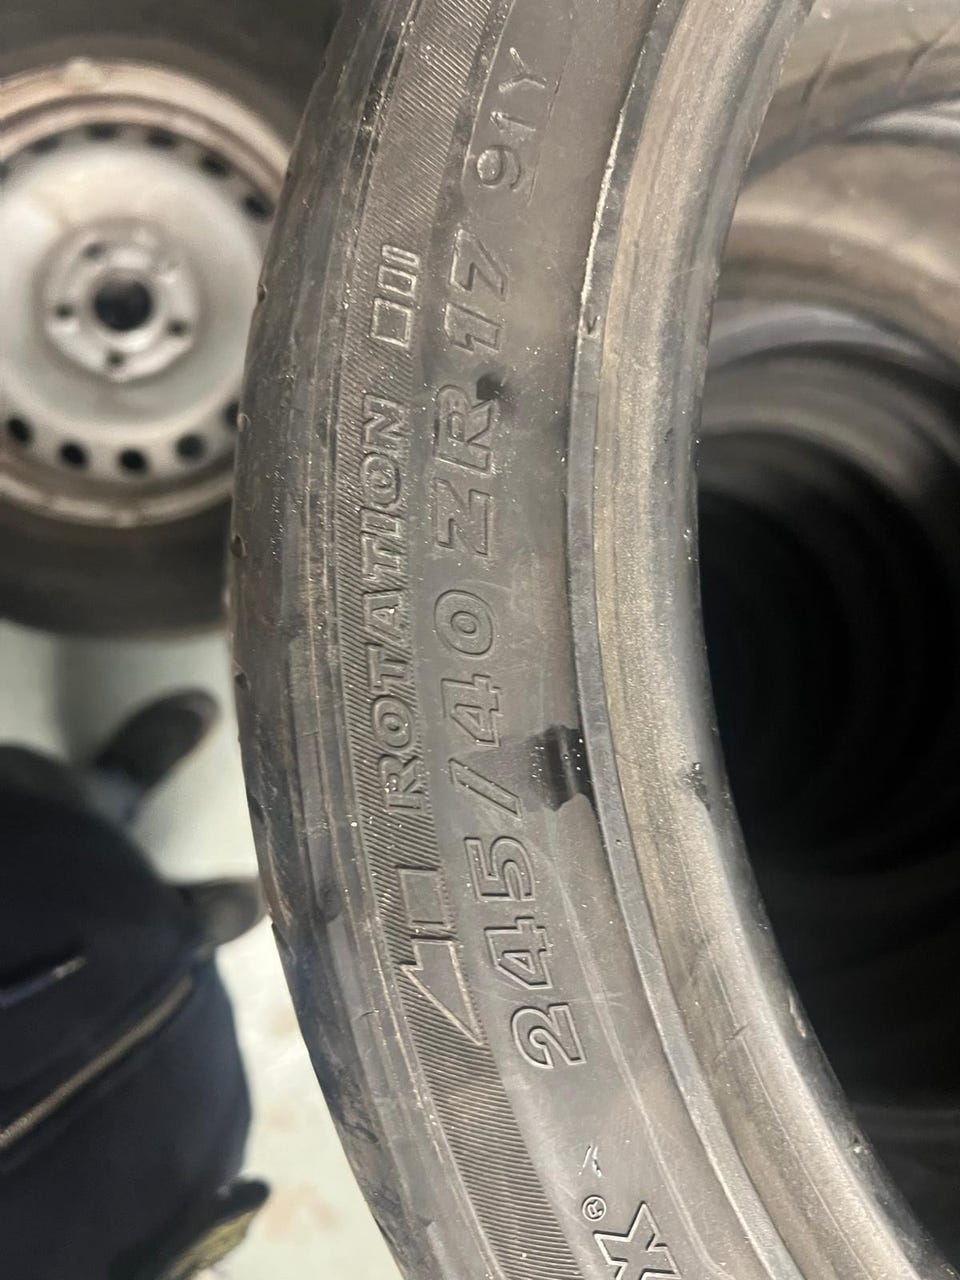 ROTATION
245/40 ZR 17 91Y
X®